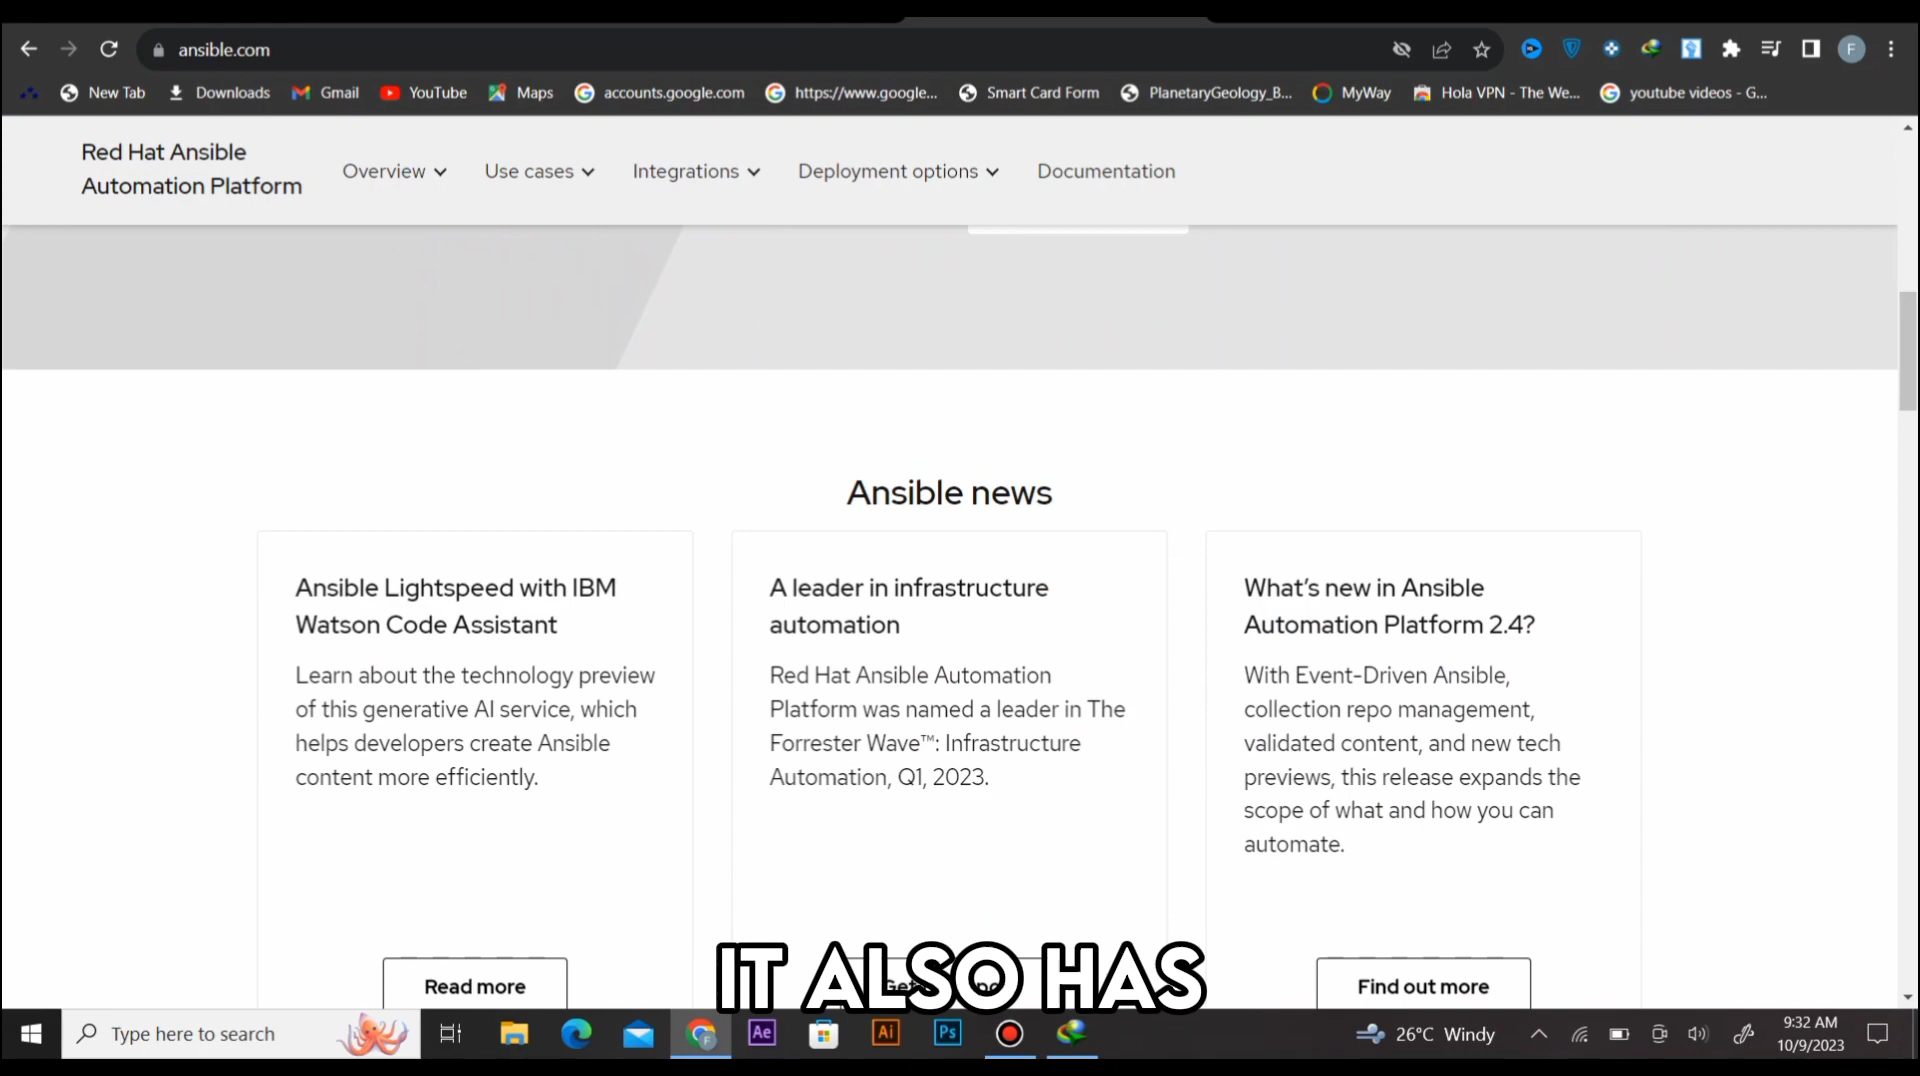 ansible.com
New Tab Downloads Gmail YouTube Maps accounts.google.com https://www.google... Smart Card Form PlanetaryGeology_B... MyWay Hola VPN - The We... youtube videos - G...
F
Red Hat Ansible
Automation Platform
Overview Use cases Integrations Deployment options Documentation
Ansible news
Ansible Lightspeed with IBM
Watson Code Assistant
Learn about the technology preview
of this generative AI service, which
helps developers create Ansible
content more efficiently.
Read more
A leader in infrastructure
automation
Red Hat Ansible Automation
Platform was named a leader in The
Forrester Wave™: Infrastructure
Automation, Q1, 2023.
What's new in Ansible
Automation Platform 2.4?
With Event-Driven Ansible,
collection repo management,
validated content, and new tech
previews, this release expands the
scope of what and how you can
automate.
Find out more
IT ALSO HAS
Type here to search
F
Ae
Ai
Ps
26°C Windy
9:32 AM
10/9/2023